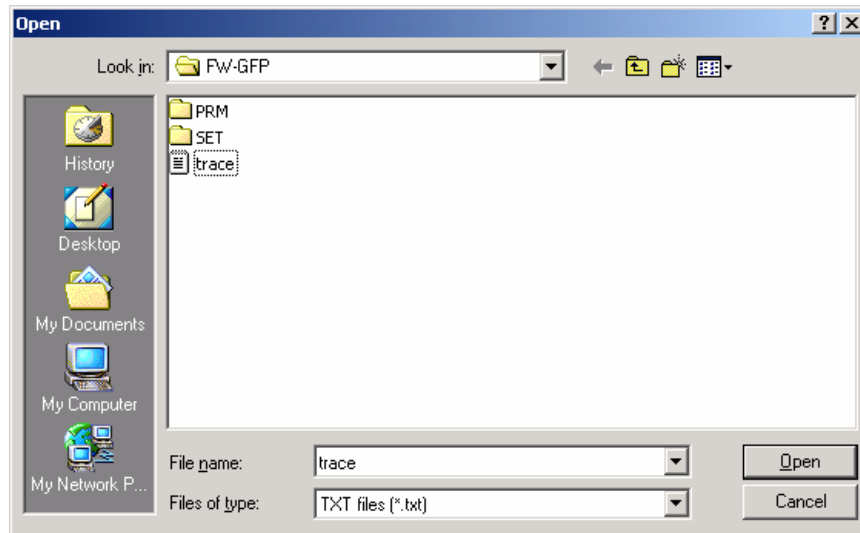 Open
Look in: FW-GFP
PRM
SET
trace
History
Desktop
My Documents
My Computer
My Network P...
File name: trace Open
Files of type: TXT files (*.txt) Cancel